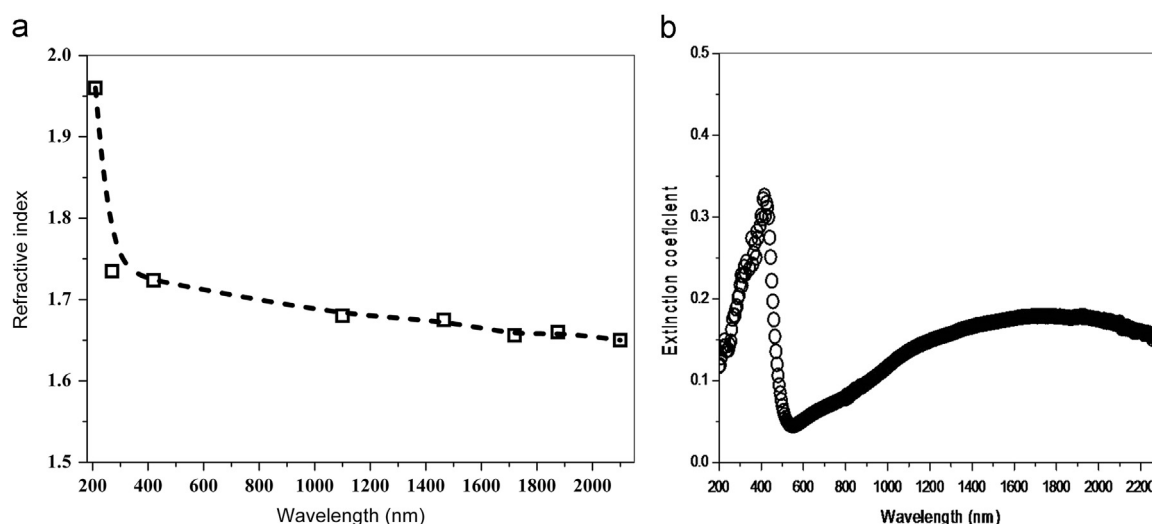 a
2.0
1.9
1.8
1.7
1.6
1.5
Refractive index
200 400 600 800 1000 1200 1400 1600 1800 2000
Wavelength (nm)
b
0.5
0.4
0.3
0.2
0.1
0.0
Extinction coeficient
200 400 600 800 1000 1200 1400 1600 1800 2000 2200
Wavelength (nm)